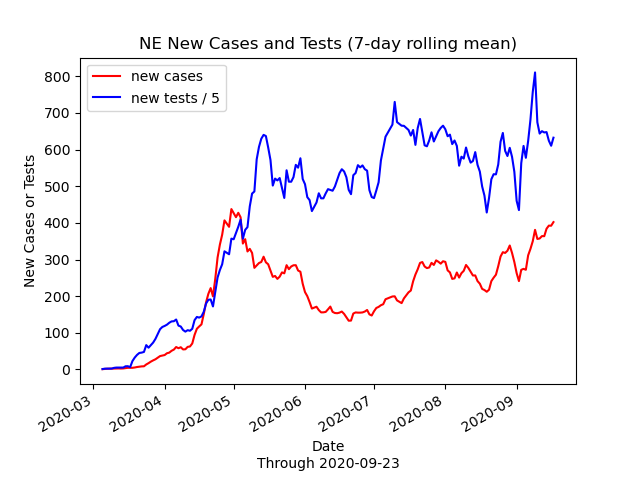 NE New Cases and Tests (7-day rolling mean)
new cases
new tests / 5
New Cases or Tests
800
700
600
500
400
300
200
100
0
2020-03
2020-04
2020-05
2020-06
2020-07
2020-08
2020-09
Date
Through 2020-09-23